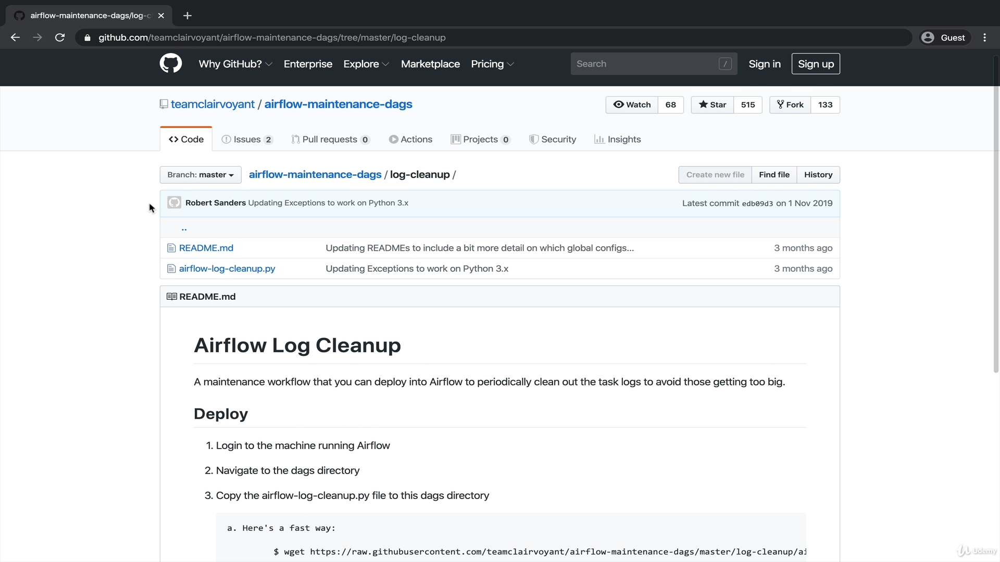 airflow-maintenance-dags/log-c
github.com/teamclairvoyant/airflow-maintenance-dags/tree/master/log-cleanup
Guest
Why GitHub? Enterprise Explore Marketplace Pricing Search / Sign in Sign up
teamclairvoyant / airflow-maintenance-dags Watch 68 Star 515 Fork 133
<> Code Issues 2 Pull requests 0 Actions Projects 0 Security Insights
Branch: master airflow-maintenance-dags / log-cleanup / Create new file Find file History
Robert Sanders Updating Exceptions to work on Python 3.x Latest commit edb09d3 on 1 Nov 2019
..
README.md Updating READMEs to include a bit more detail on which global configs... 3 months ago
airflow-log-cleanup.py Updating Exceptions to work on Python 3.x 3 months ago
README.md
Airflow Log Cleanup
A maintenance workflow that you can deploy into Airflow to periodically clean out the task logs to avoid those getting too big.
Deploy
1. Login to the machine running Airflow
2. Navigate to the dags directory
3. Copy the airflow-log-cleanup.py file to this dags directory
a. Here's a fast way:
$ wget https://raw.githubusercontent.com/teamclairvoyant/airflow-maintenance-dags/master/log-cleanup/ai
Udemy